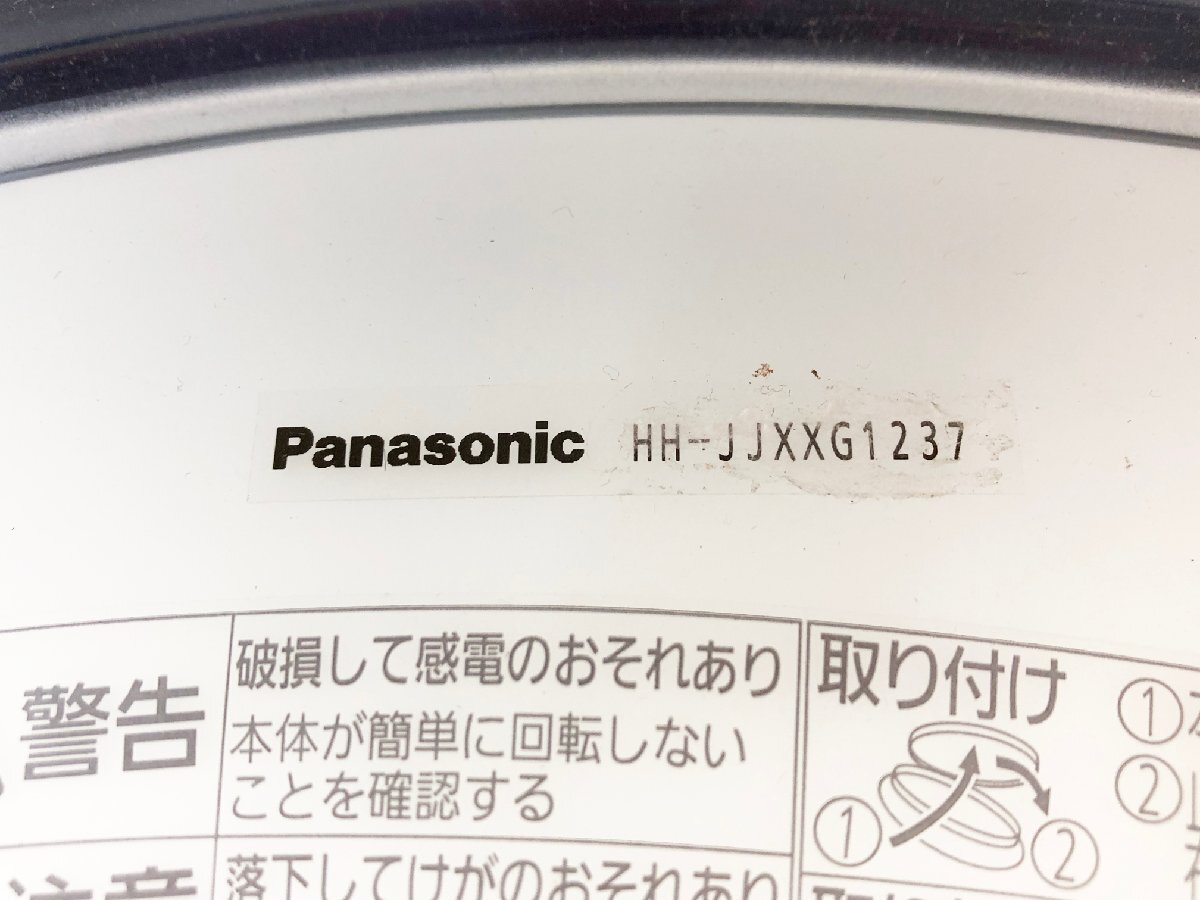 Panasonic HH-JJXXG1237
警告
破損して感電のおそれあり
本体が簡単に回転しない
ことを確認する
取り付け
①
②
① ②
注意
落下してけがのおそれあり